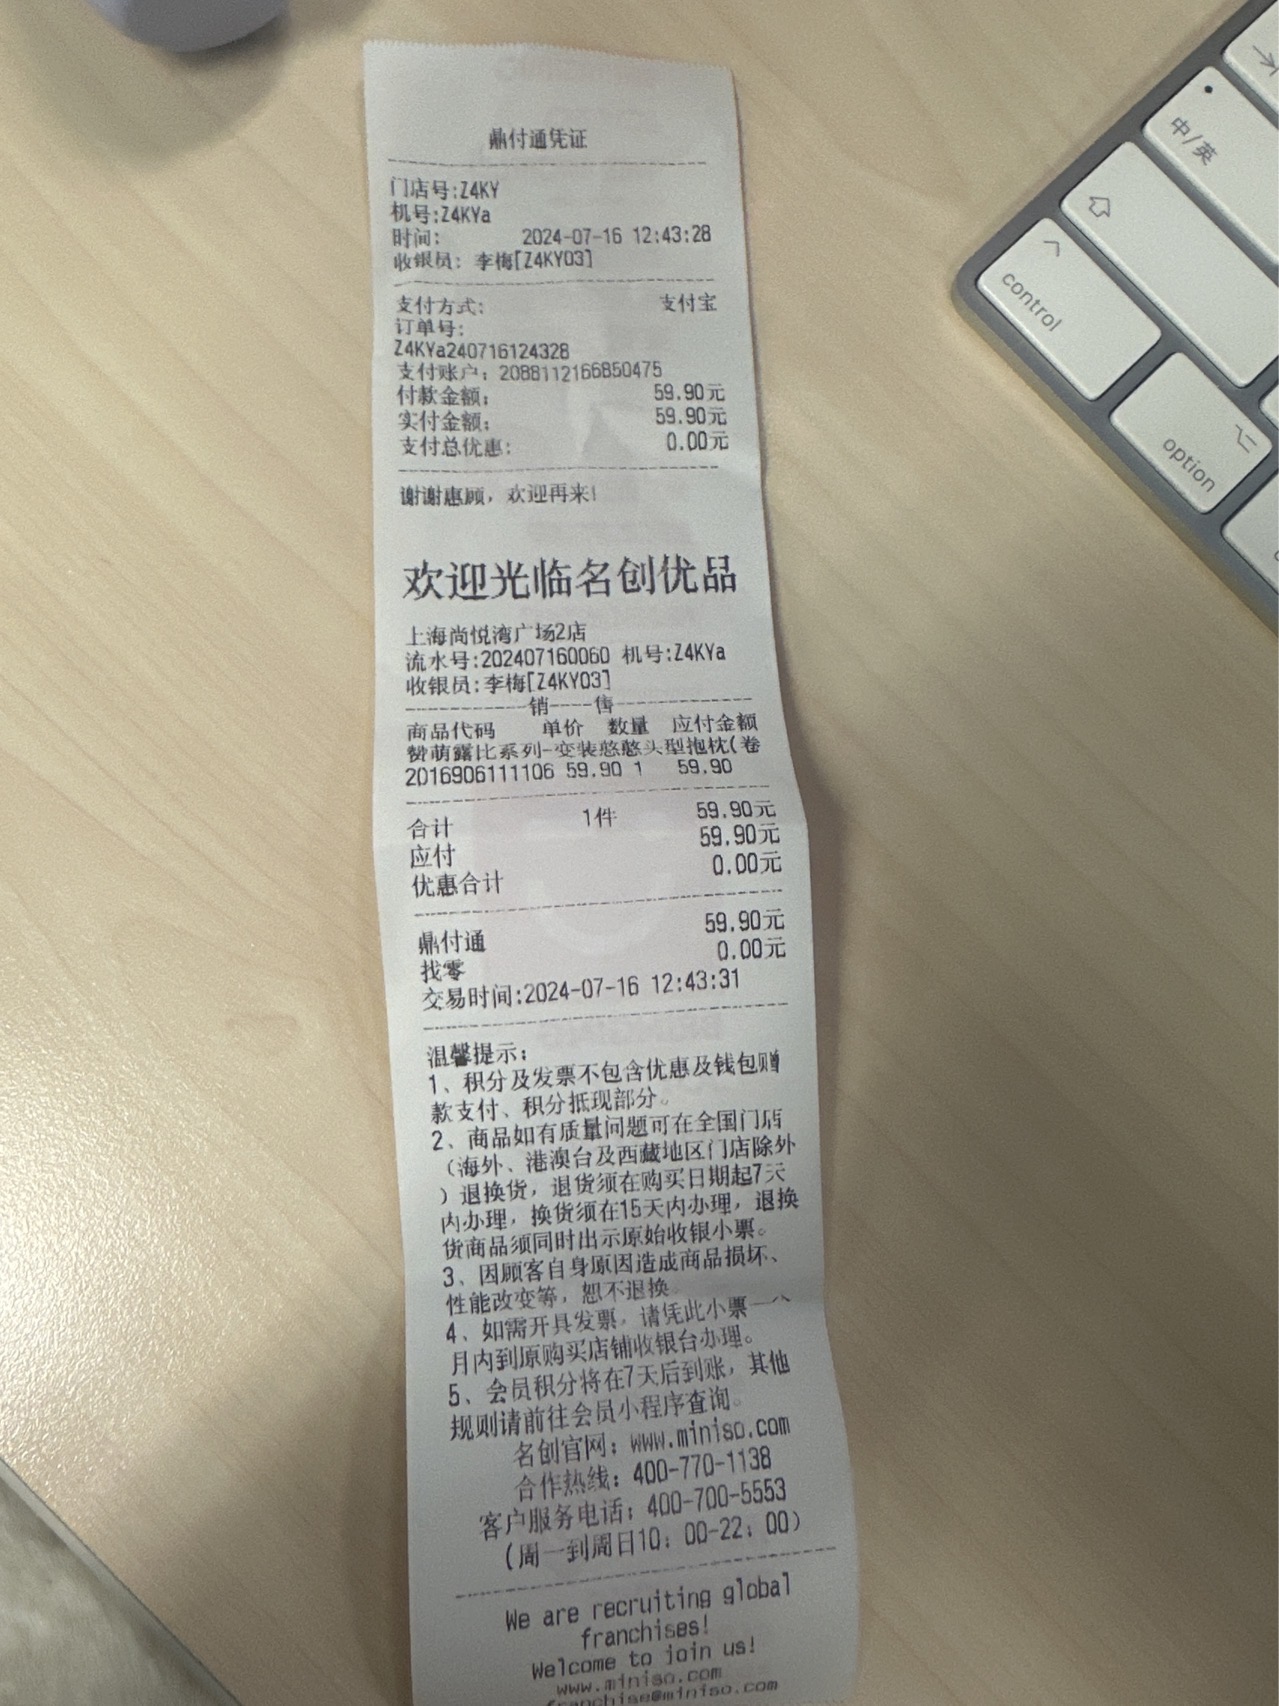 鼎付通凭证
门店号:Z4KY
机号:Z4KYa
时间: 2024-07-16 12:43:28
收银员: 李梅[Z4KY03]
支付方式: 支付宝
订单号:
Z4KYa240716124328
支付账户: 2088112166850475
付款金额: 59.90元
实付金额: 59.90元
支付总优惠: 0.00元
谢谢惠顾, 欢迎再来!
欢迎光临名创优品
上海尚悦湾广场2店
流水号:202407160060 机号:Z4KYa
收银员:李梅[Z4KY03]
-----------销----售-------------
商品代码 单价 数量 应付金额
赞萌露比系列-变装憨憨头型抱枕(卷
2016906111106 59.90 1 59.90
合计 1件 59.90元
应付 59.90元
优惠合计 0.00元
鼎付通 59.90元
找零 0.00元
交易时间:2024-07-16 12:43:31
温馨提示:
1、积分及发票不包含优惠及钱包赠
款支付、积分抵现部分。
2、商品如有质量问题可在全国门店
(海外、港澳台及西藏地区门店除外
)退换货, 退货须在购买日期起7天
内办理, 换货须在15天内办理, 退换
货商品须同时出示原始收银小票。
3、因顾客自身原因造成商品损坏、
性能改变等, 恕不退换。
4、如需开具发票, 请凭此小票一个
月内到原购买店铺收银台办理。
5、会员积分将在7天后到账, 其他
规则请前往会员小程序查询。
名创官网: www.miniso.com
合作热线: 400-770-1138
客户服务电话: 400-700-5553
(周一到周日10: 00-22: 00)
We are recruiting global
franchises!
Welcome to join us!
www.miniso.com
franchise@miniso.com
中/英
control
option